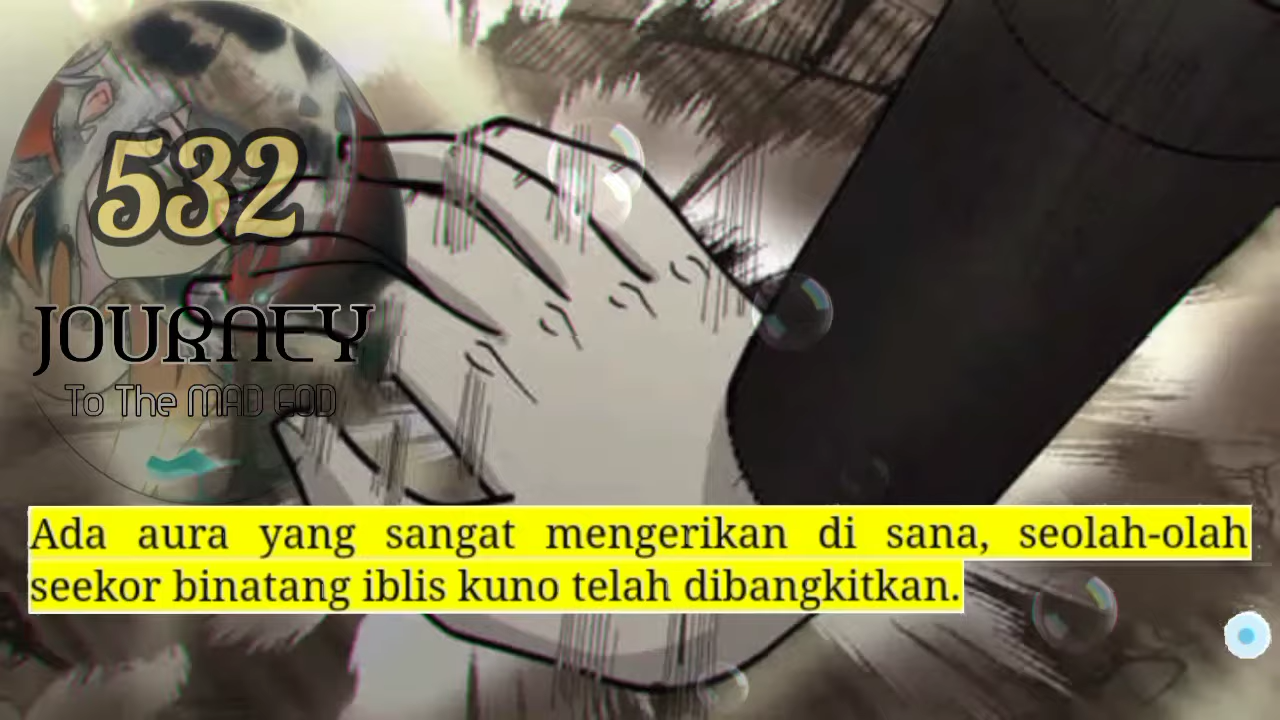 532
JOURNEY
To The MAD GOD
Ada aura yang sangat mengerikan di sana, seolah-olah
seekor binatang iblis kuno telah dibangkitkan.